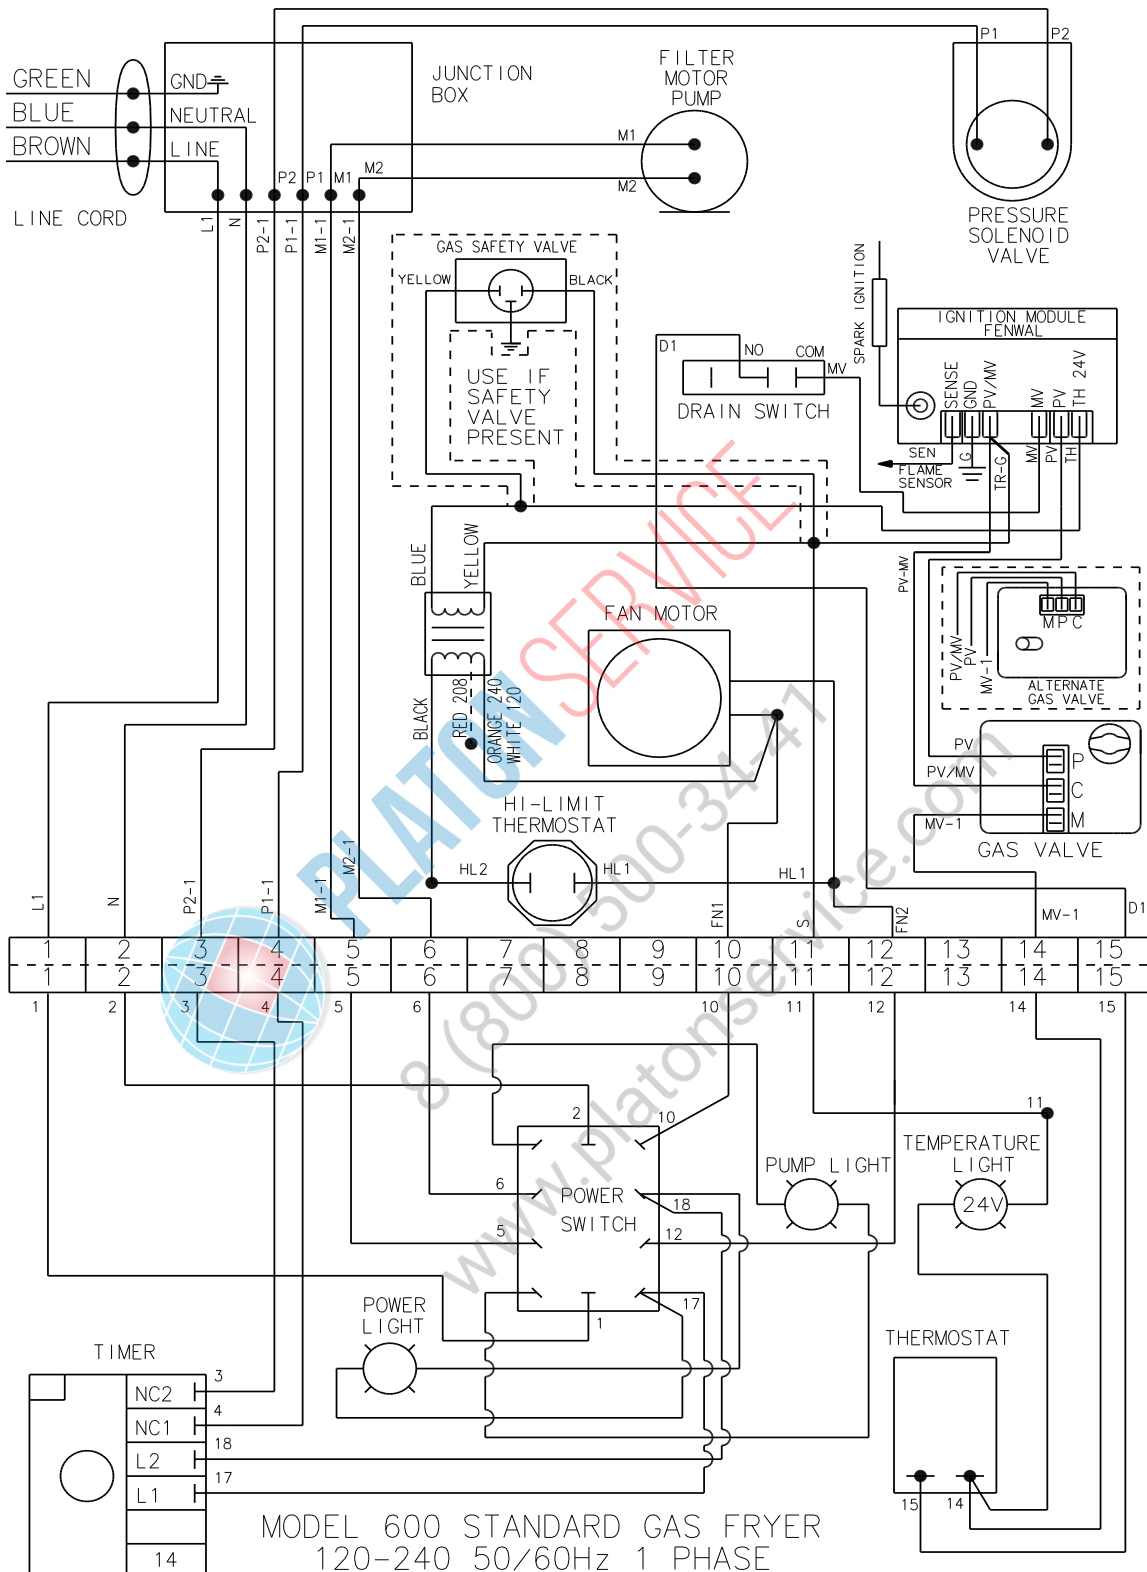 P1
P2
FILTER
MOTOR
PUMP
JUNCTION
BOX
GREEN
GND
BLUE
NEUTRAL
BROWN
LINE
M1
M2
P2
P1
M1
M2
LINE CORD
L1
N
P2-1
P1-1
M1-1
M2-1
PRESSURE
SOLENOID
VALVE
GAS SAFETY VALVE
YELLOW
BLACK
SPARK IGNITION
IGNITION MODULE
FENWAL
D1
NO
COM
MV
USE IF
SAFETY
VALVE
PRESENT
DRAIN SWITCH
SENSE
GND
PV/MV
MV
PV
TH 24V
SEN
FLAME
SENSOR
G
TR-G
MV
PV
TH
BLUE
YELLOW
PV-MV
FAN MOTOR
M P C
PV/MV
PV
MV-1
ALTERNATE
GAS VALVE
BLACK
RED 208
ORANGE 240
WHITE 120
PV
P
PV/MV
C
MV-1
M
GAS VALVE
HI-LIMIT
THERMOSTAT
HL2
HL1
HL1
L1
N
P2-1
P1-1
M1-1
M2-1
FN1
S
FN2
MV-1
D1
1 2 3 4 5 6 7 8 9 10 11 12 13 14 15
1 2 3 4 5 6 7 8 9 10 11 12 13 14 15
1 2 3 4 5 6 10 11 12 14 15
2
10
11
PUMP LIGHT
TEMPERATURE
LIGHT
24V
6
POWER
SWITCH
18
5
12
17
1
POWER
LIGHT
THERMOSTAT
TIMER
NC2
3
NC1
4
L2
18
L1
17
14
15
14
MODEL 600 STANDARD GAS FRYER
120-240 50/60Hz 1 PHASE
PLATONSERVICE
8 (800) 500-34-41
www.platonservice.com